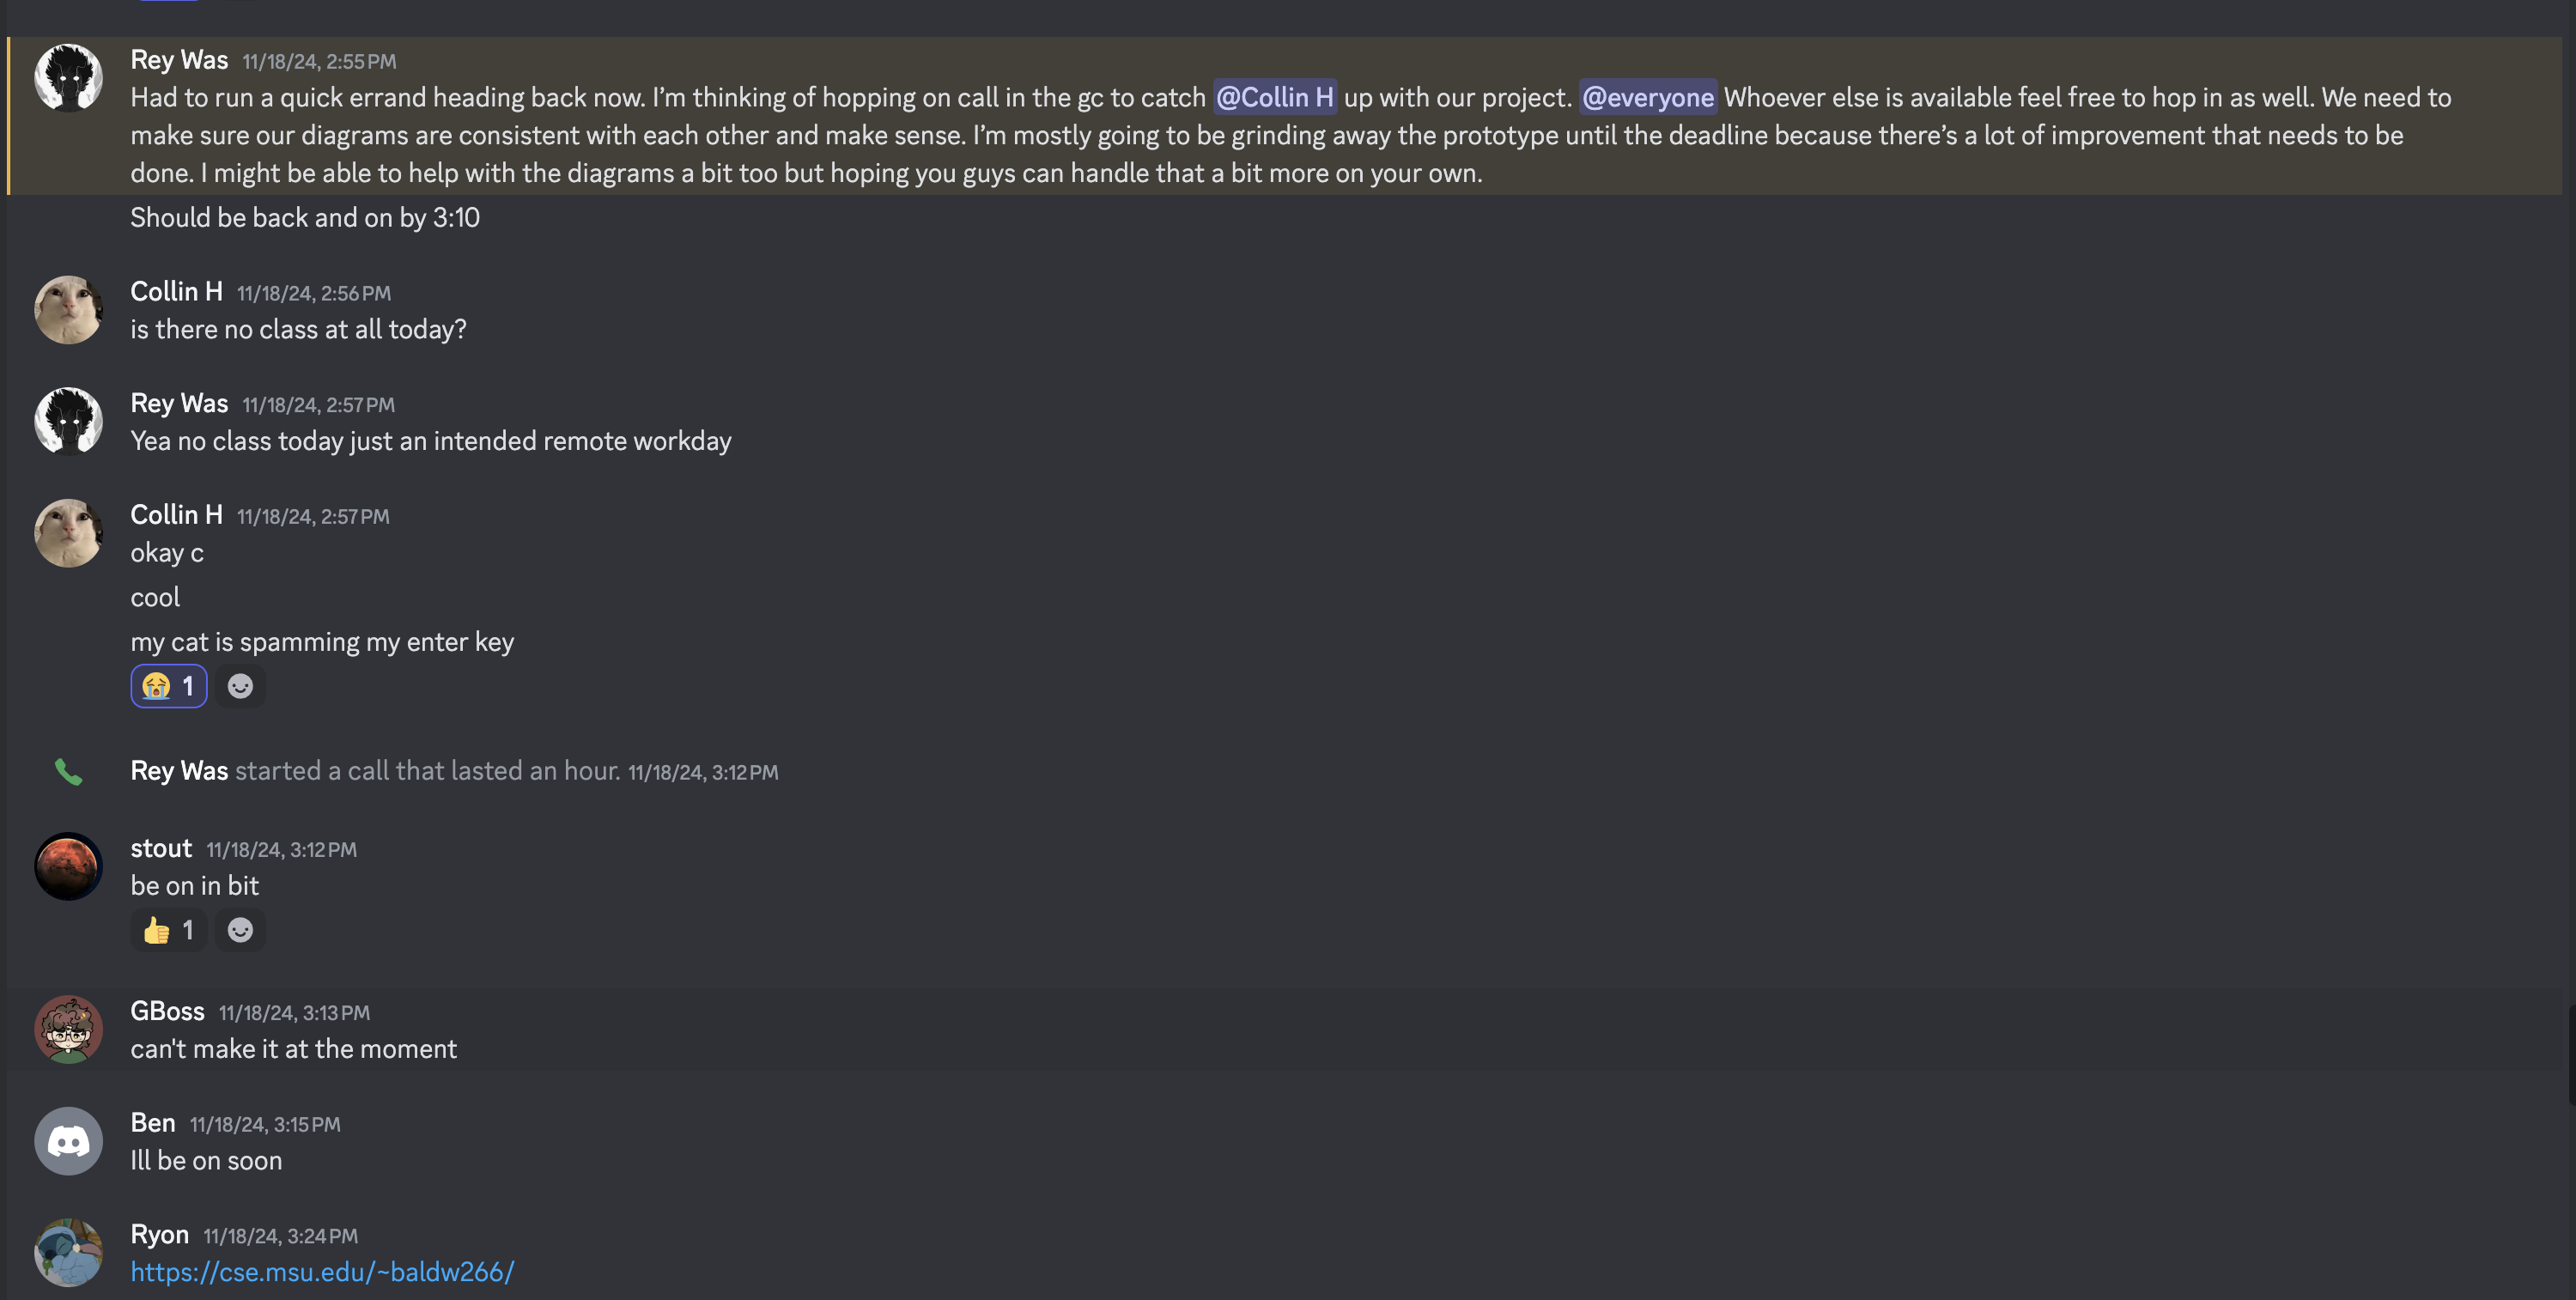 Rey Was 11/18/24, 2:55 PM
Had to run a quick errand heading back now. I’m thinking of hopping on call in the gc to catch @Collin H up with our project. @everyone Whoever else is available feel free to hop in as well. We need to
make sure our diagrams are consistent with each other and make sense. I’m mostly going to be grinding away the prototype until the deadline because there’s a lot of improvement that needs to be
done. I might be able to help with the diagrams a bit too but hoping you guys can handle that a bit more on your own.
Should be back and on by 3:10
Collin H 11/18/24, 2:56 PM
is there no class at all today?
Rey Was 11/18/24, 2:57 PM
Yea no class today just an intended remote workday
Collin H 11/18/24, 2:57 PM
okay c
cool
my cat is spamming my enter key
1
Rey Was started a call that lasted an hour. 11/18/24, 3:12 PM
stout 11/18/24, 3:12 PM
be on in bit
1
GBoss 11/18/24, 3:13 PM
can't make it at the moment
Ben 11/18/24, 3:15 PM
Ill be on soon
Ryon 11/18/24, 3:24 PM
https://cse.msu.edu/~baldw266/